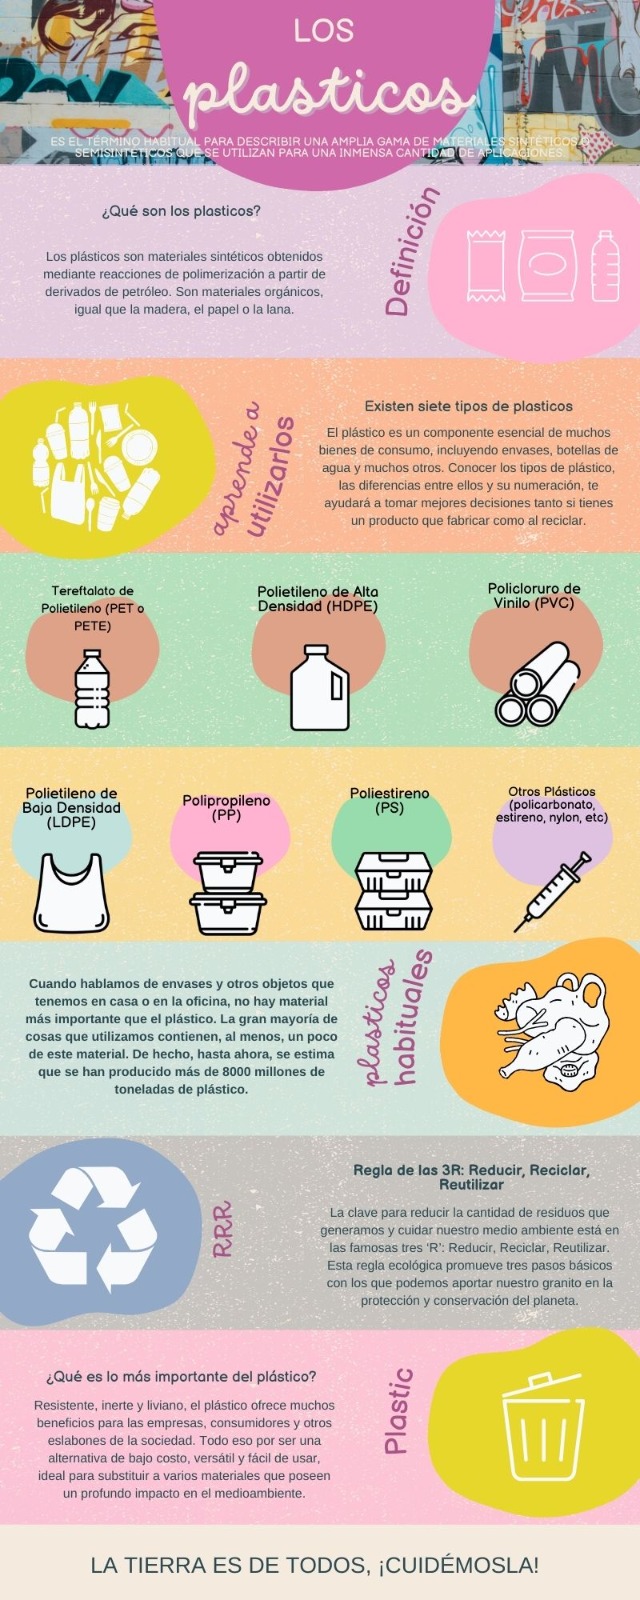 LOS
plasticos
ES EL TÉRMINO HABITUAL PARA DESCRIBIR UNA AMPLIA GAMA DE MATERIALES SINTÉTICOS O
SEMISINTÉTICOS QUE SE UTILIZAN PARA UNA INMENSA CANTIDAD DE APLICACIONES
¿Qué son los plasticos?
Los plásticos son materiales sintéticos obtenidos
mediante reacciones de polimerización a partir de
derivados de petróleo. Son materiales orgánicos,
igual que la madera, el papel o la lana.
Definición
aprende a
utilizarlos
Existen siete tipos de plasticos
El plástico es un componente esencial de muchos
bienes de consumo, incluyendo envases, botellas de
agua y muchos otros. Conocer los tipos de plástico,
las diferencias entre ellos y su numeración, te
ayudará a tomar mejores decisiones tanto si tienes
un producto que fabricar como al reciclar.
Tereftalato de
Polietileno (PET o
PETE)
Polietileno de Alta
Densidad (HDPE)
Policloruro de
Vinilo (PVC)
Polietileno de
Baja Densidad
(LDPE)
Polipropileno
(PP)
Poliestireno
(PS)
Otros Plásticos
(policarbonato,
estireno, nylon, etc)
Cuando hablamos de envases y otros objetos que
tenemos en casa o en la oficina, no hay material
más importante que el plástico. La gran mayoría de
cosas que utilizamos contienen, al menos, un poco
de este material. De hecho, hasta ahora, se estima
que se han producido más de 8000 millones de
toneladas de plástico.
plasticos
habituales
RRR
Regla de las 3R: Reducir, Reciclar,
Reutilizar
La clave para reducir la cantidad de residuos que
generamos y cuidar nuestro medio ambiente está en
las famosas tres 'R': Reducir, Reciclar, Reutilizar.
Esta regla ecológica promueve tres pasos básicos
con los que podemos aportar nuestro granito en la
protección y conservación del planeta.
¿Qué es lo más importante del plástico?
Resistente, inerte y liviano, el plástico ofrece muchos
beneficios para las empresas, consumidores y otros
eslabones de la sociedad. Todo eso por ser una
alternativa de bajo costo, versátil y fácil de usar,
ideal para substituir a varios materiales que poseen
un profundo impacto en el medioambiente.
Plastic
LA TIERRA ES DE TODOS, ¡CUIDÉMOSLA!